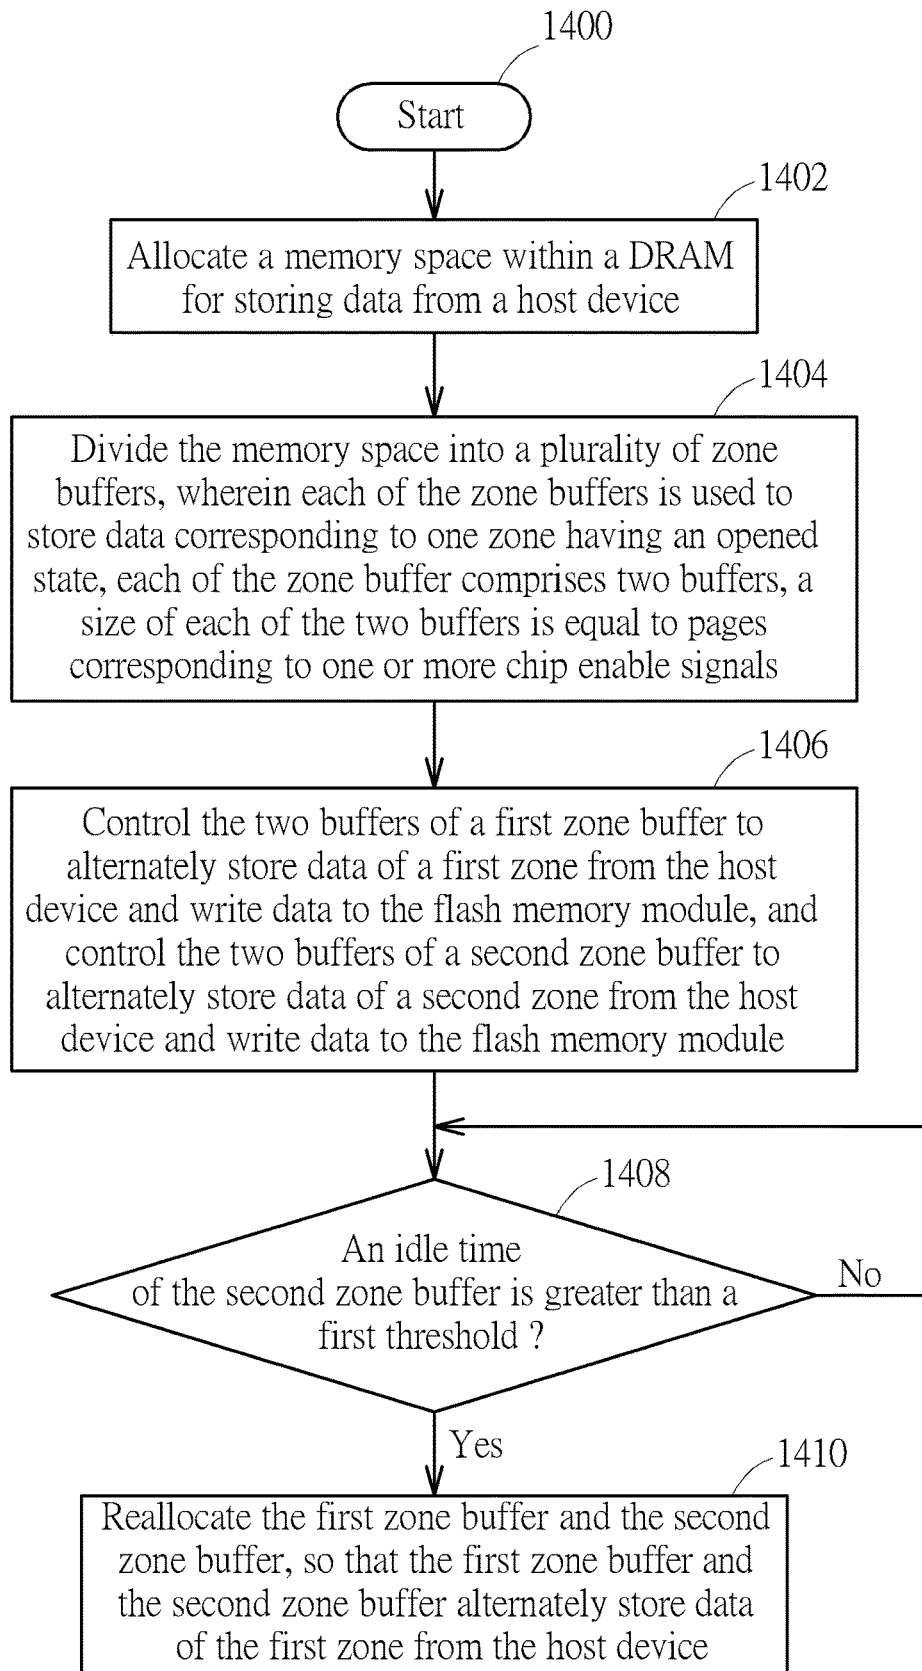 1400
Start
1402
Allocate a memory space within a DRAM
for storing data from a host device
1404
Divide the memory space into a plurality of zone
buffers, wherein each of the zone buffers is used to
store data corresponding to one zone having an opened
state, each of the zone buffer comprises two buffers, a
size of each of the two buffers is equal to pages
corresponding to one or more chip enable signals
1406
Control the two buffers of a first zone buffer to
alternately store data of a first zone from the host
device and write data to the flash memory module, and
control the two buffers of a second zone buffer to
alternately store data of a second zone from the host
device and write data to the flash memory module
1408
An idle time
of the second zone buffer is greater than a
first threshold ?
No
Yes
1410
Reallocate the first zone buffer and the second
zone buffer, so that the first zone buffer and
the second zone buffer alternately store data
of the first zone from the host device